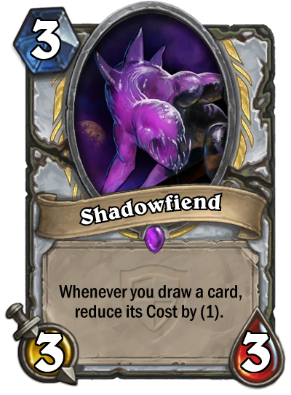 3
Shadowfiend
Whenever you draw a card,
reduce its Cost by (1).
3
3